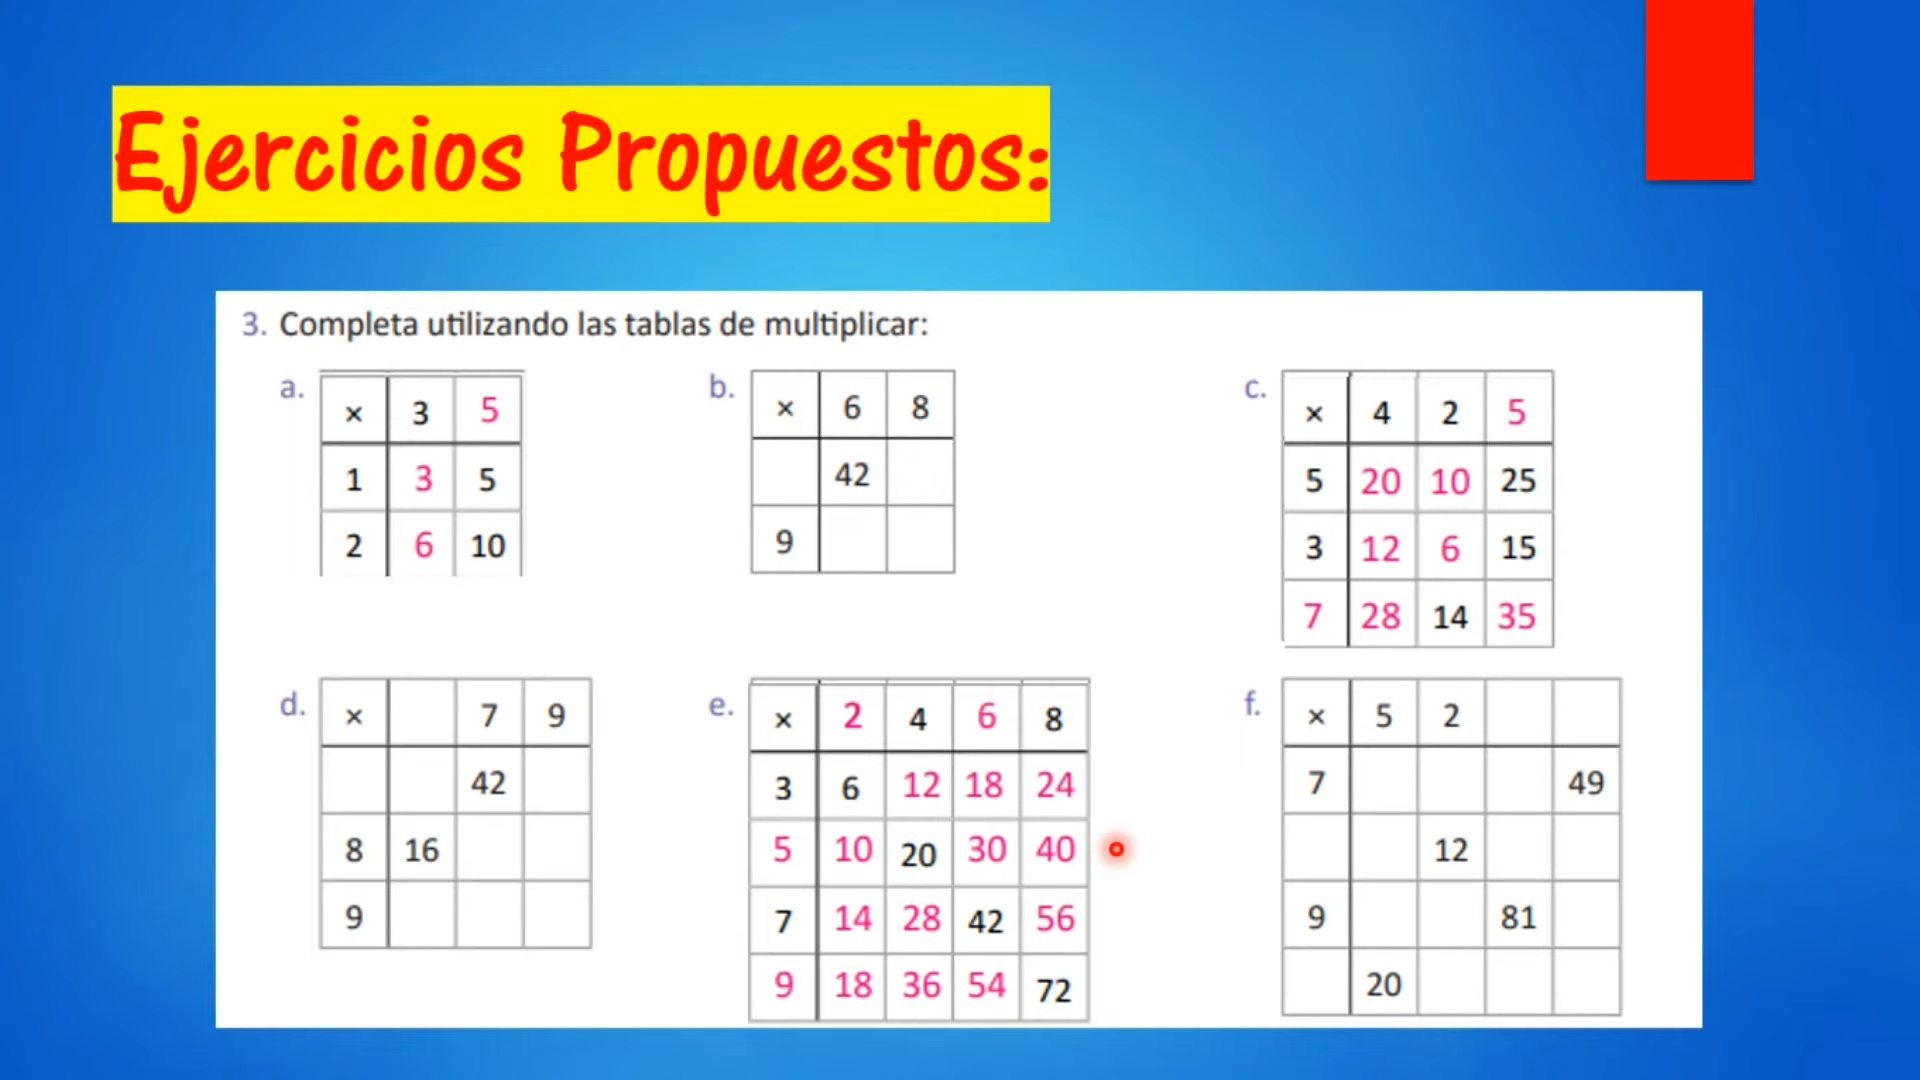 Ejercicios Propuestos:
3. Completa utilizando las tablas de multiplicar:
a.
× 3 5
1 3 5
2 6 10
b.
× 6 8
42
9
c.
× 4 2 5
5 20 10 25
3 12 6 15
7 28 14 35
d.
× 7 9
42
8 16
9
e.
× 2 4 6 8
3 6 12 18 24
5 10 20 30 40
7 14 28 42 56
9 18 36 54 72
f.
× 5 2
7 49
12
9 81
20